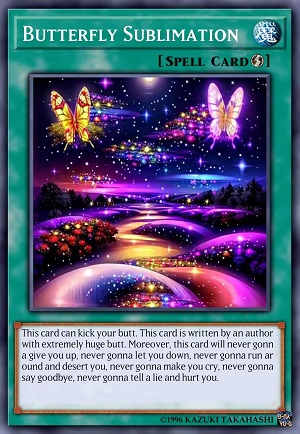 BUTTERFLY SUBLIMATION
[SPELL CARD]
This card can kick your butt. This card is written by an author
with extremely huge butt. Moreover, this card will never gonn
a give you up, never gonna let you down, never gonna run ar
ound and desert you, never gonna make you cry, never gonna
say goodbye, never gonna tell a lie and hurt you.
©1996 KAZUKI TAKAHASHI